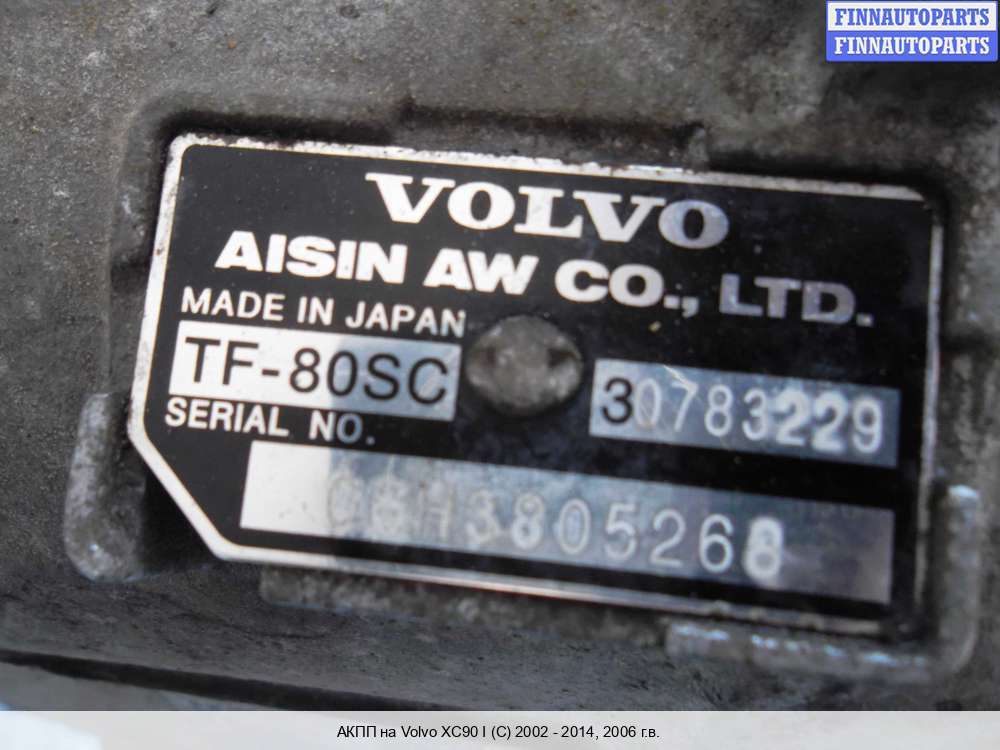 FINNAUTOPARTS
FINNAUTOPARTS
VOLVO
AISIN AW CO., LTD.
MADE IN JAPAN
TF-80SC 30783229
SERIAL NO.
АКПП на Volvo XC90 I (C) 2002 - 2014, 2006 г.в.